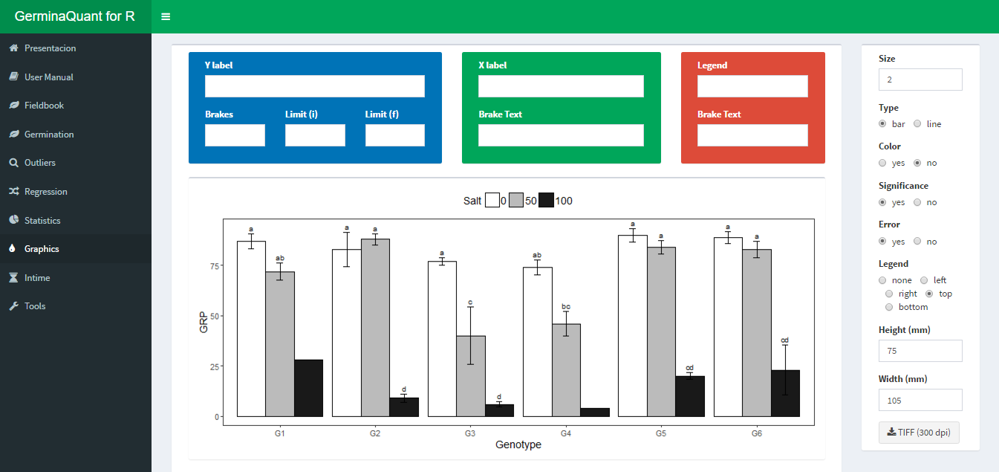 GerminaQuant for R
Presentacion
User Manual
Fieldbook
Germination
Outliers
Regression
Statistics
Graphics
Intime
Tools
Y label
Brakes Limit (i) Limit (f)
X label
Brake Text
Legend
Brake Text
Salt 0 50 100
GRP
75
50
25
0
a ab
a a d
a c d
ab bc
a a cd
a a cd
G1 G2 G3 G4 G5 G6
Genotype
Size
2
Type
bar line
Color
yes no
Significance
yes no
Error
yes no
Legend
none left
right top
bottom
Height (mm)
75
Width (mm)
105
TIFF (300 dpi)